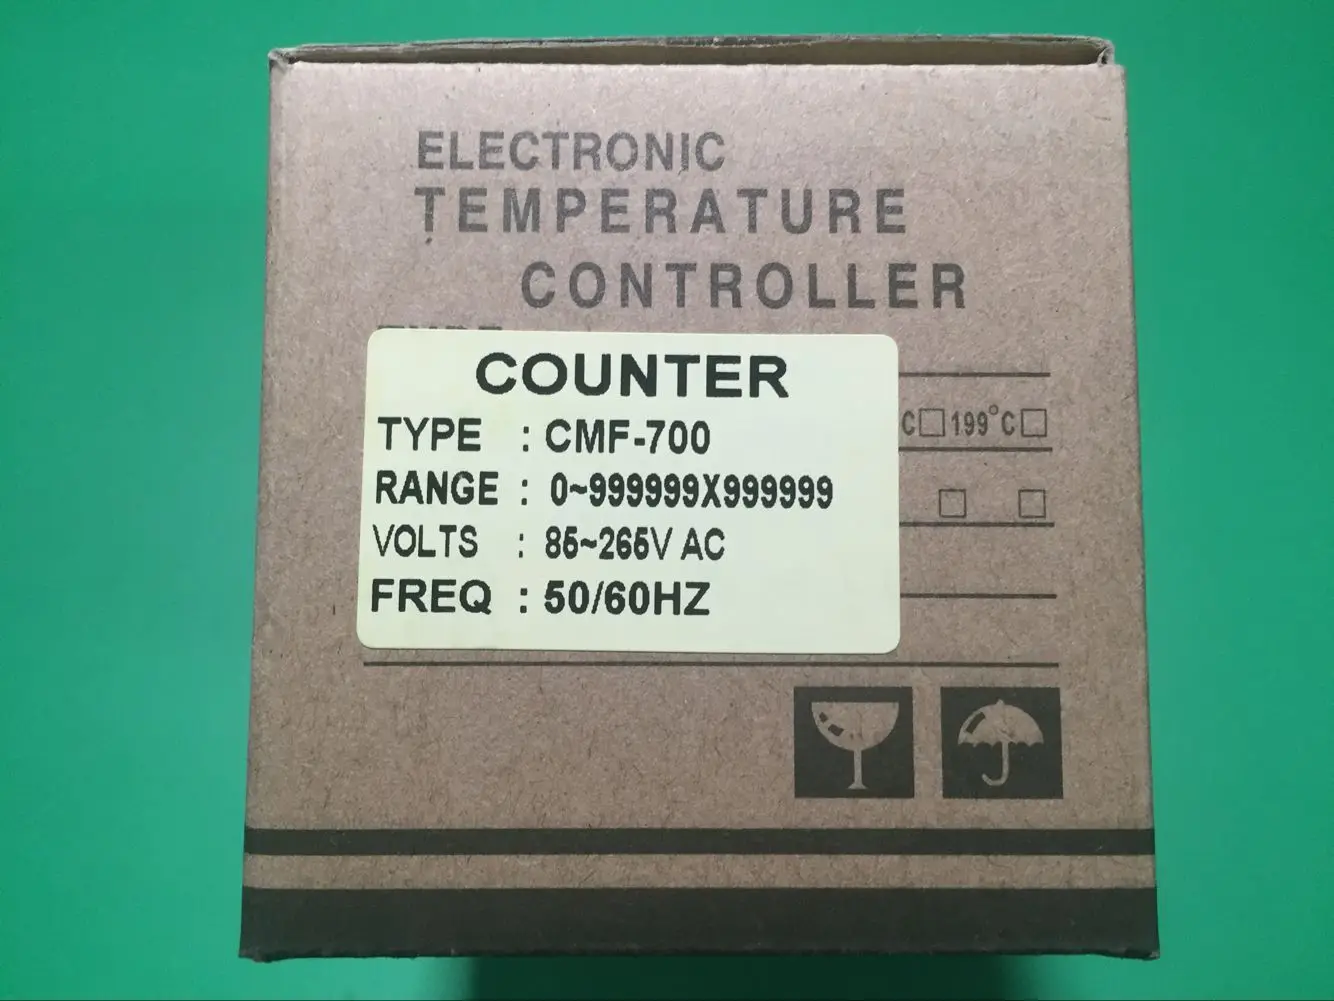 ELECTRONIC
TEMPERATURE
CONTROLLER
COUNTER
TYPE : CMF-700
C□ 199°C□
RANGE : 0~999999X999999
VOLTS : 85~265V AC
FREQ : 50/60HZ